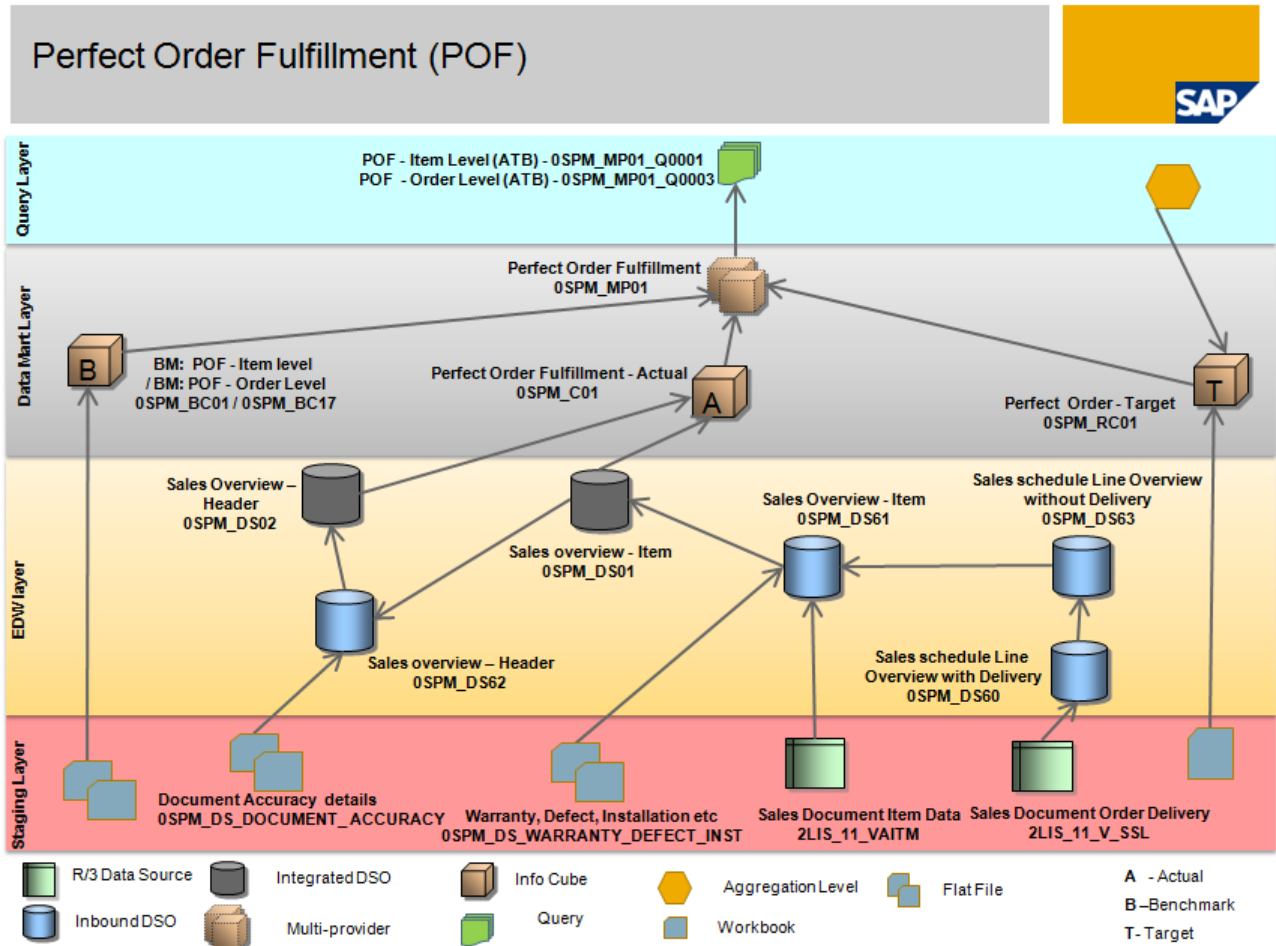 Perfect Order Fulfillment (POF)
SAP
Query Layer
POF - Item Level (ATB) - 0SPM_MP01_Q0001
POF - Order Level (ATB) - 0SPM_MP01_Q0003
Data Mart Layer
Perfect Order Fulfillment
0SPM_MP01
B
BM: POF - Item level
/ BM: POF - Order Level
0SPM_BC01 / 0SPM_BC17
Perfect Order Fulfillment - Actual
0SPM_C01
A
T
Perfect Order - Target
0SPM_RC01
EDW layer
Sales Overview –
Header
0SPM_DS02
Sales overview - Item
0SPM_DS01
Sales Overview - Item
0SPM_DS61
Sales schedule Line Overview
without Delivery
0SPM_DS63
Sales overview – Header
0SPM_DS62
Sales schedule Line
Overview with Delivery
0SPM_DS60
Staging Layer
Document Accuracy details
0SPM_DS_DOCUMENT_ACCURACY
Warranty, Defect, Installation etc
0SPM_DS_WARRANTY_DEFECT_INST
Sales Document Item Data
2LIS_11_VAITM
Sales Document Order Delivery
2LIS_11_V_SSL
R/3 Data Source
Integrated DSO
Info Cube
Aggregation Level
Flat File
A - Actual
Inbound DSO
Multi-provider
Query
Workbook
B –Benchmark
T- Target